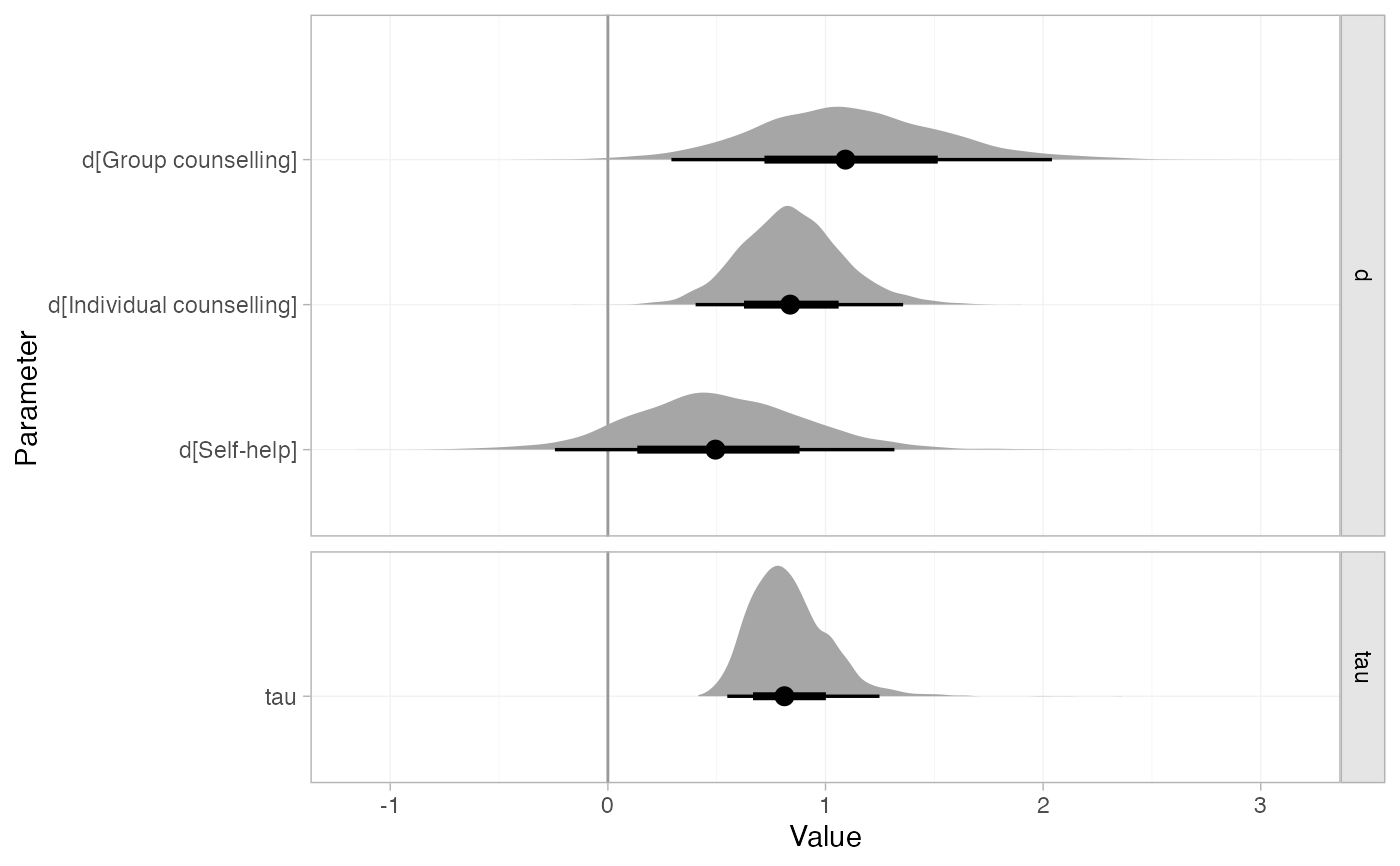 d[Group counselling]
d[Individual counselling]
d[Self-help]
d
Parameter
tau
tau
-1 0 1 2 3
Value